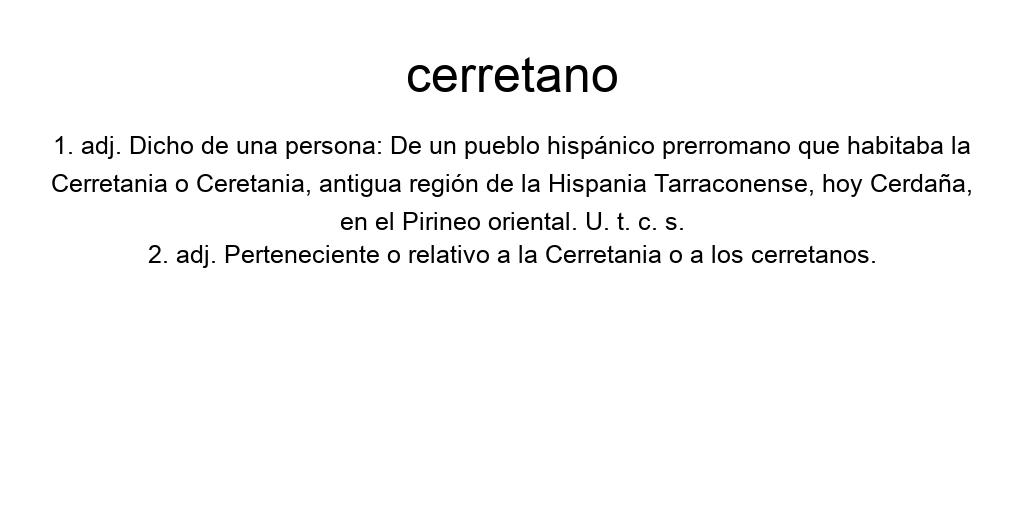 cerretano
1. adj. Dicho de una persona: De un pueblo hispánico prerromano que habitaba la
Cerretania o Ceretania, antigua región de la Hispania Tarraconense, hoy Cerdaña,
en el Pirineo oriental. U. t. c. s.
2. adj. Perteneciente o relativo a la Cerretania o a los cerretanos.